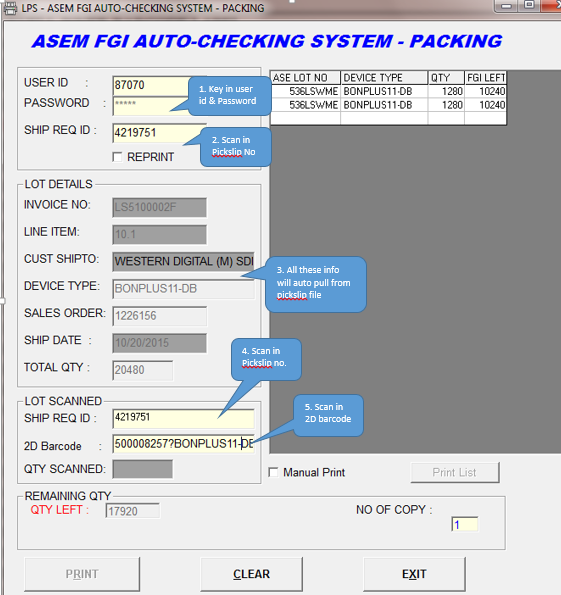 LPS - ASEM FGI AUTO-CHECKING SYSTEM - PACKING
ASEM FGI AUTO-CHECKING SYSTEM - PACKING
USER ID :
87070
PASSWORD :
*****
SHIP REQ ID :
4219751
REPRINT
1. Key in user
id & Password
2. Scan in
Pickslip No
ASE LOT NO DEVICE TYPE QTY FGI LEFT
536LSWME BONPLUS11-DB 1280 10240
536LSWME BONPLUS11-DB 1280 10240
LOT DETAILS
INVOICE NO:
LS5100002F
LINE ITEM:
10.1
CUST SHIPTO:
WESTERN DIGITAL (M) SDI
DEVICE TYPE:
BONPLUS11-DB
SALES ORDER:
1226156
SHIP DATE :
10/20/2015
TOTAL QTY :
20480
3. All these info
will auto pull from
pickslip file
4. Scan in
Pickslip no.
LOT SCANNED
SHIP REQ ID :
4219751
2D Barcode :
500008257?BONPLUS11-DE
QTY SCANNED:
5. Scan in
2D barcode
Manual Print
Print List
REMAINING QTY
QTY LEFT :
17920
NO OF COPY :
1
PRINT
CLEAR
EXIT